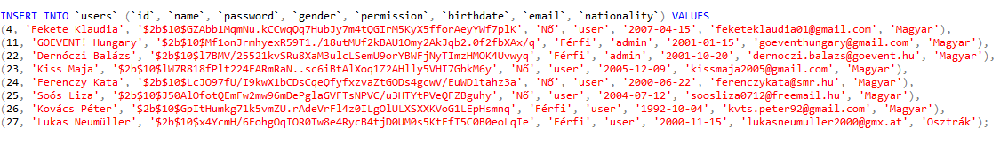 INSERT INTO `users` (`id`, `name`, `password`, `gender`, `permission`, `birthdate`, `email`, `nationality`) VALUES
(4, 'Fekete Klaudia', '$2b$10$GZAbb1MqmNu.kCCwqQq7HubJy7m4tQGIrM5KyX5fforAeyYWf7plK', 'Nő', 'user', '2007-04-15', 'feketeklaudia01@gmail.com', 'Magyar'),
(11, 'GOEVENT! Hungary', '$2b$10$Mf1onJrmhyexR59T1./18utMUf2kBAU1Omy2AkJqb2.0f2fbXAx/q', 'Férfi', 'admin', '2001-01-15', 'goeventhungary@gmail.com', 'Magyar'),
(22, 'Dernóczi Balázs', '$2b$10$l7BMV/25521kvSRu8XaM3ulcLSemU9orYBWFjNyTImzHMOK4Uvwyq', 'Férfi', 'admin', '2001-10-20', 'dernoczi.balazs@goevent.hu', 'Magyar'),
(23, 'Kiss Maja', '$2b$10$lW7R818fPlt224FARmRaN..sc6iBtAlXoq1Z2AHlly5VHI7GbkM6y', 'Nő', 'user', '2005-12-09', 'kissmaja2005@gmail.com', 'Magyar'),
(24, 'Ferenczy Kata', '$2b$10$LcJO97fU/I9kwX1bCDsCqeQfyfxzvaZtGODs4gcwV/EuWD1tahz3a', 'Nő', 'user', '2000-06-22', 'ferenczykata@smr.hu', 'Magyar'),
(25, 'Soós Liza', '$2b$10$J50AlOfotQEmFw2mw96mDePglaGVFTsNPVC/u3HTYtPVeQFZBguhy', 'Nő', 'user', '2004-07-12', 'soosliza0712@freemail.hu', 'Magyar'),
(26, 'Kovács Péter', '$2b$10$GpItHumkg71k5vmZU.rAdeVrFl4z0ILgOlULXSXXKVoG1LEpHsmnq', 'Férfi', 'user', '1992-10-04', 'kvts.peter92@gmail.com', 'Magyar'),
(27, 'Lukas Neumüller', '$2b$10$x4YcmH/6FohgOqIOR0Tw8e4RycB4tjD0UM0s5KtFfT5C0B0eoLqIe', 'Férfi', 'user', '2000-11-15', 'lukasneumuller2000@gmx.at', 'Osztrák');